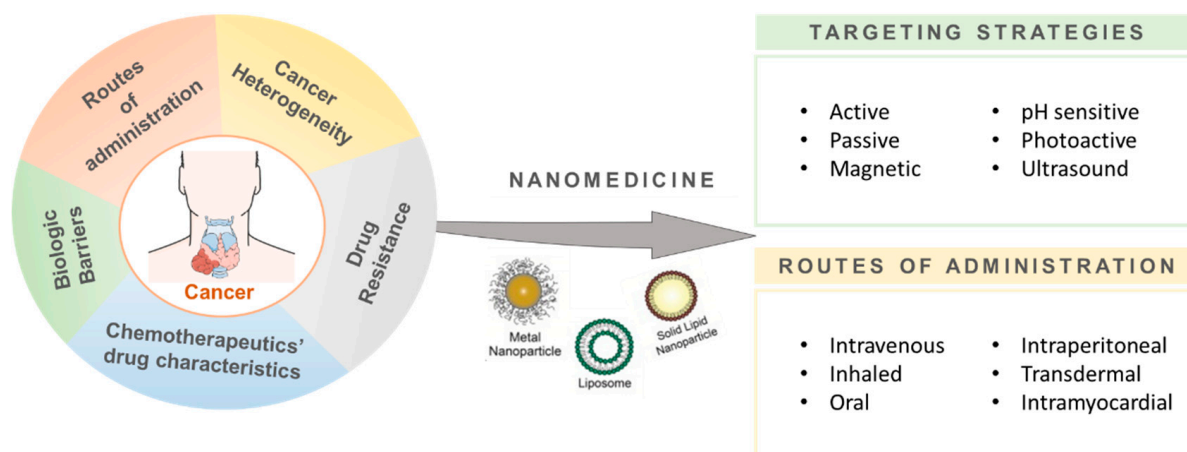 Routes
of
administration
Cancer
Heterogeneity
Drug
Resistance
Chemotherapeutics’
drug characteristics
Biologic
Barriers
Cancer
NANOMEDICINE
Metal
Nanoparticle
Liposome
Solid Lipid
Nanoparticle
TARGETING STRATEGIES
• Active
• Passive
• Magnetic
• pH sensitive
• Photoactive
• Ultrasound
ROUTES OF ADMINISTRATION
• Intravenous
• Inhaled
• Oral
• Intraperitoneal
• Transdermal
• Intramyocardial